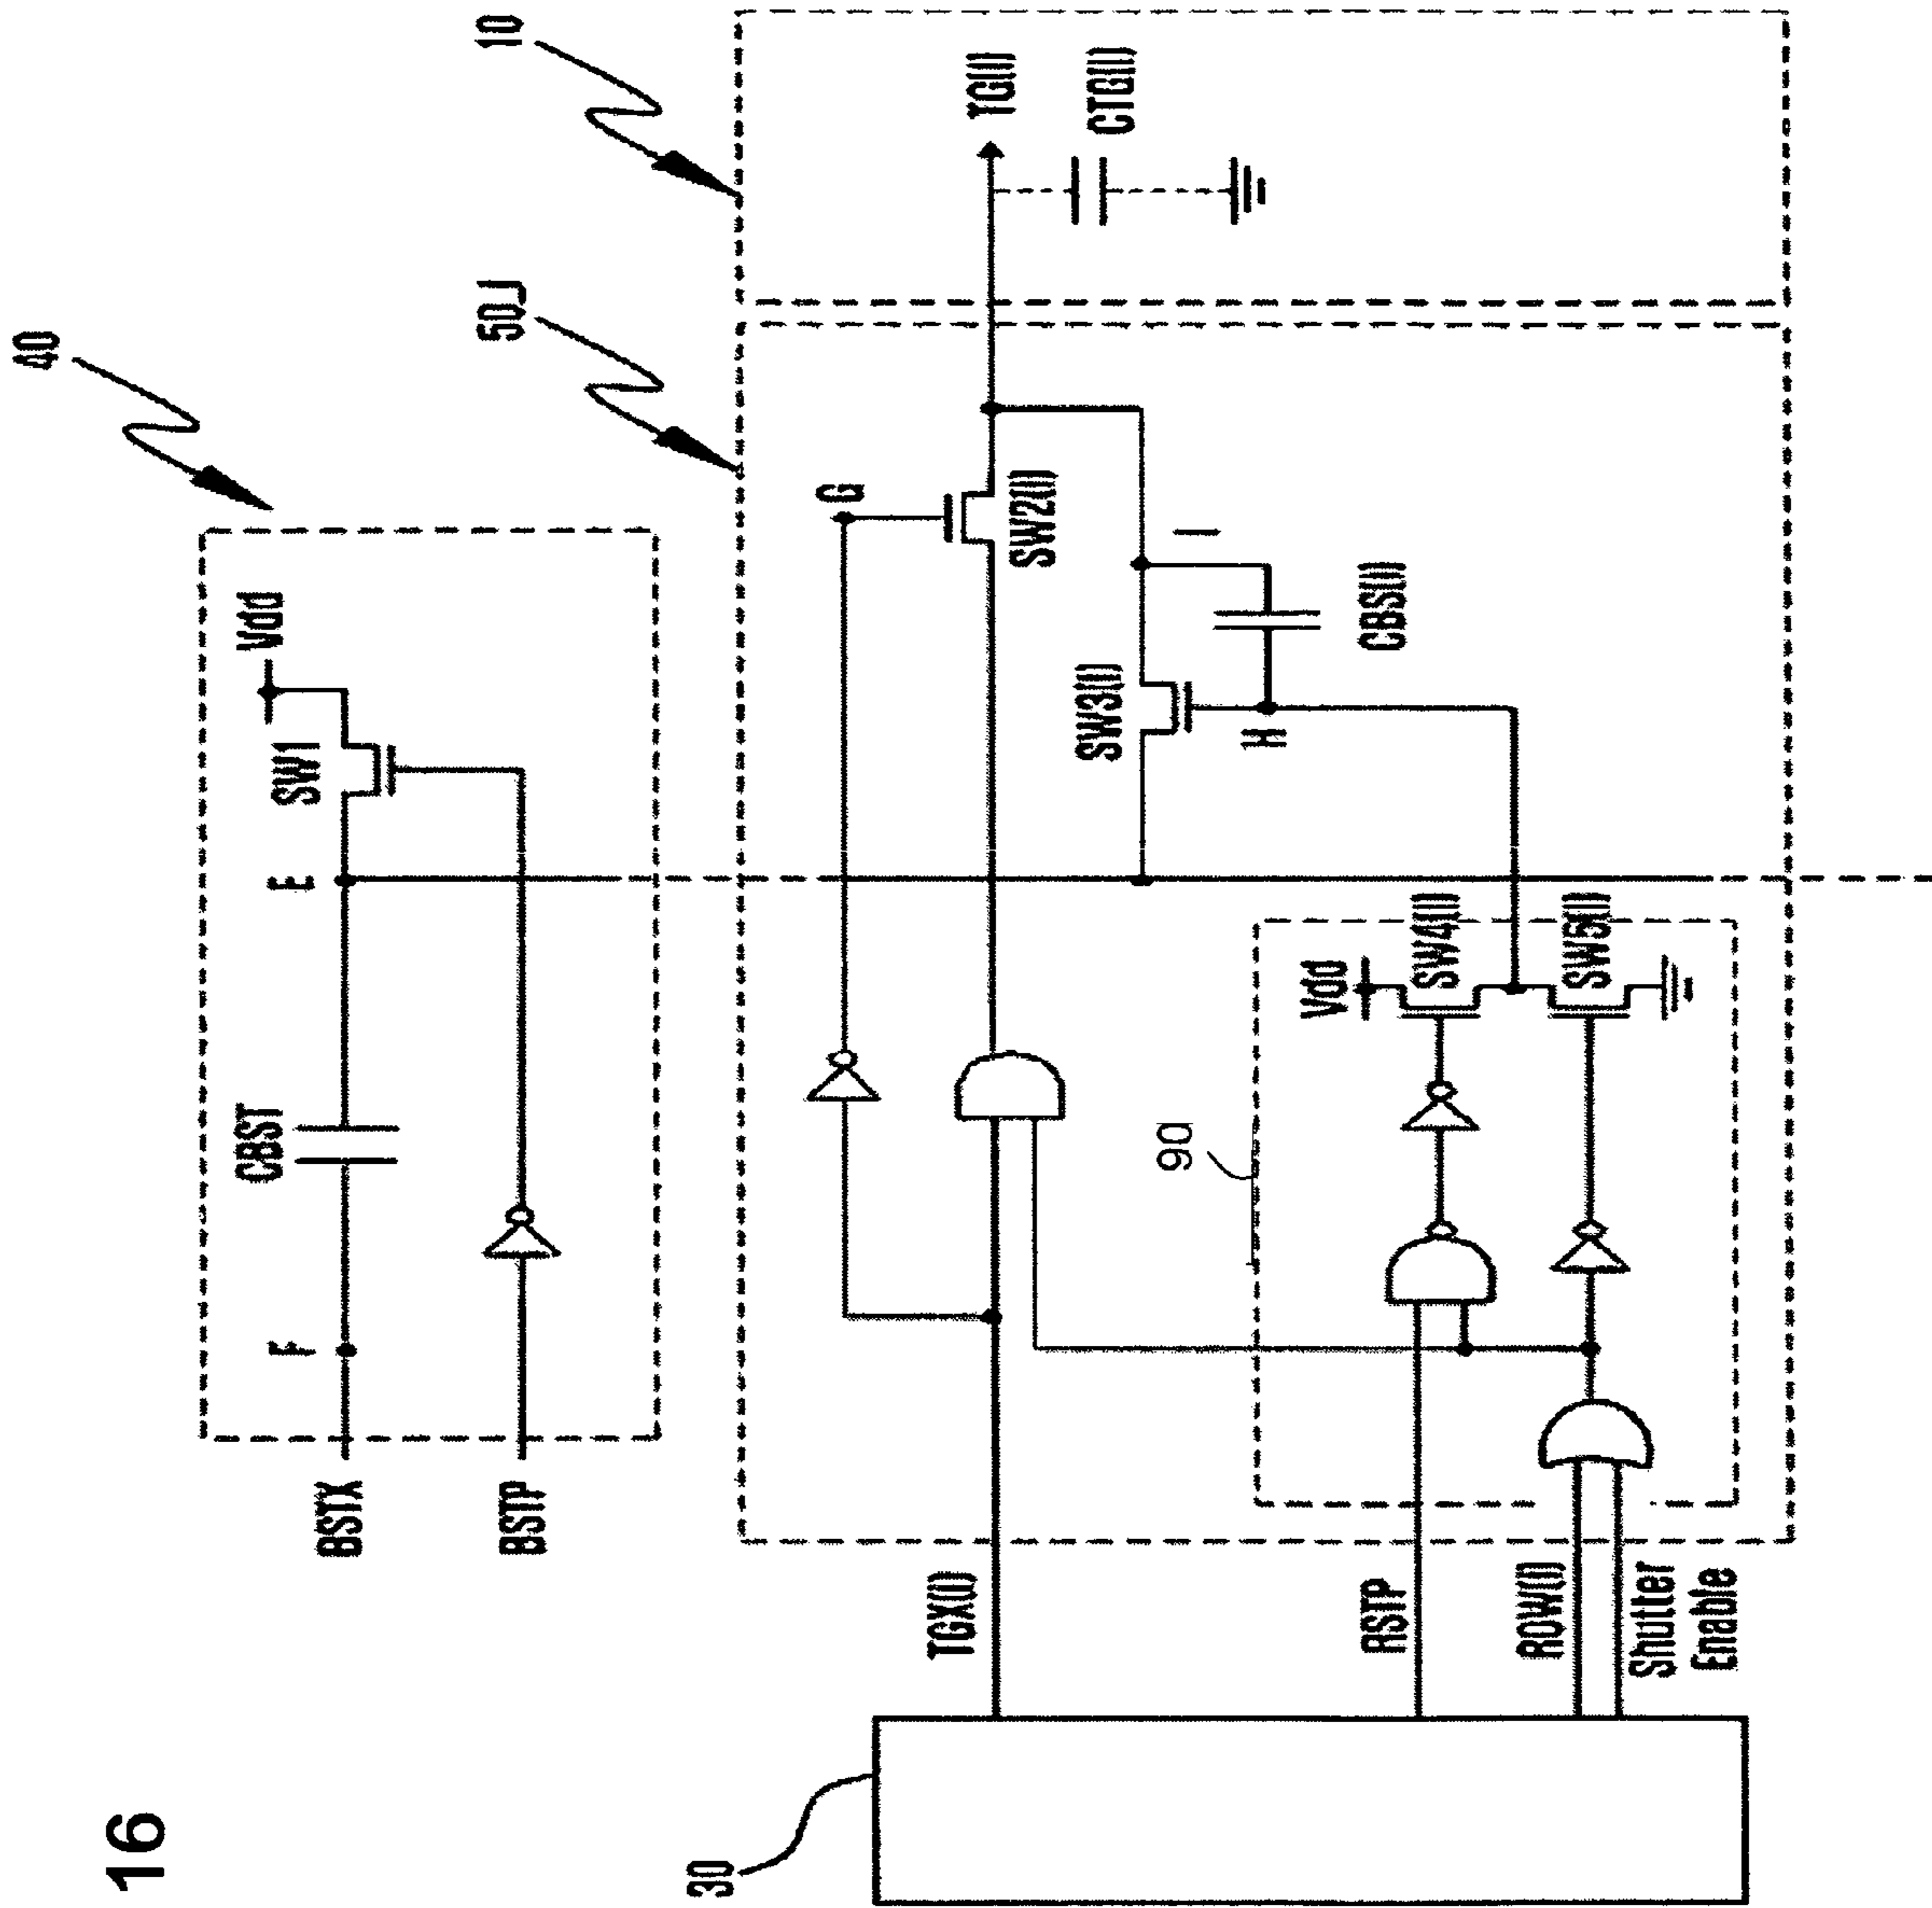 16
40
BSTX
F
CBST
E
SW1
Vdd
BSTP
10
50J
30
TGX(i)
G
SW2(i)
TG(i)
CTG(i)
SW3(i)
I
H
CBS(i)
9a
RSTP
Vdd
SW4(i)
ROW(i)
SW5(i)
Shutter
Enable